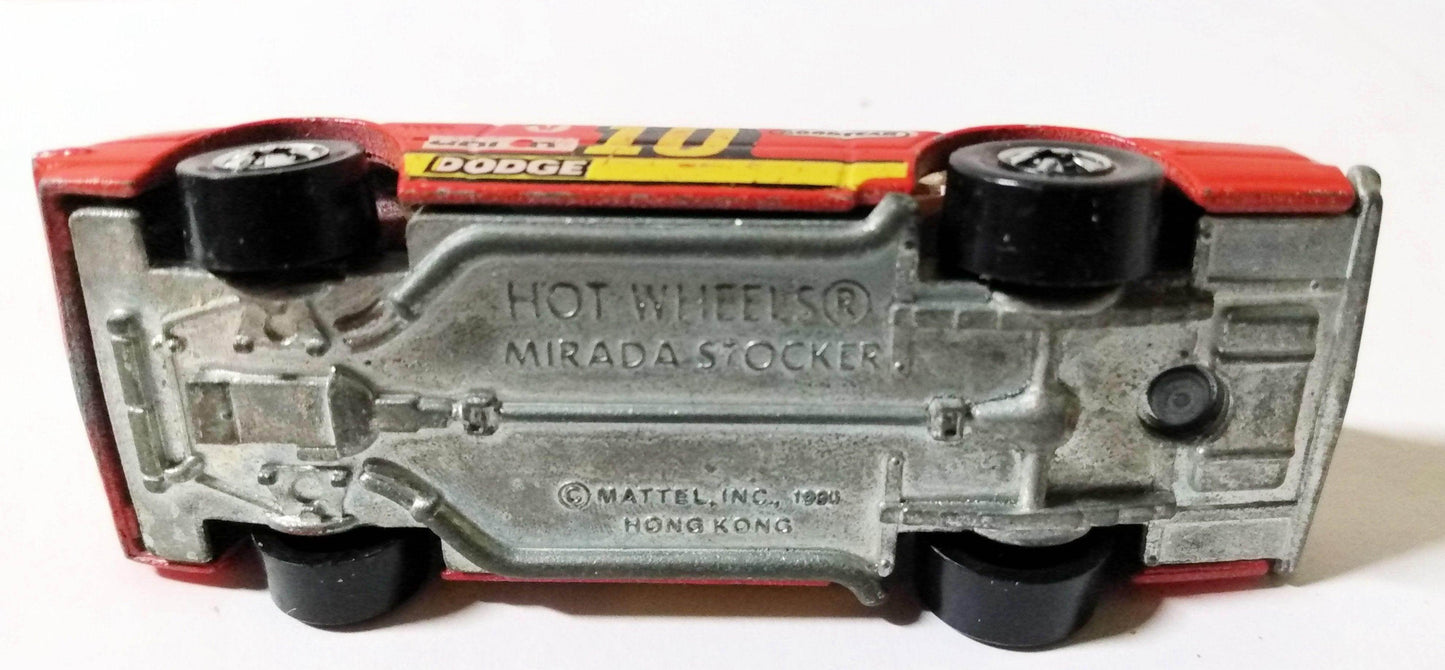 10
DODGE
HOT WHEELS®
MIRADA STOCKER
© MATTEL, INC., 1980
HONG KONG